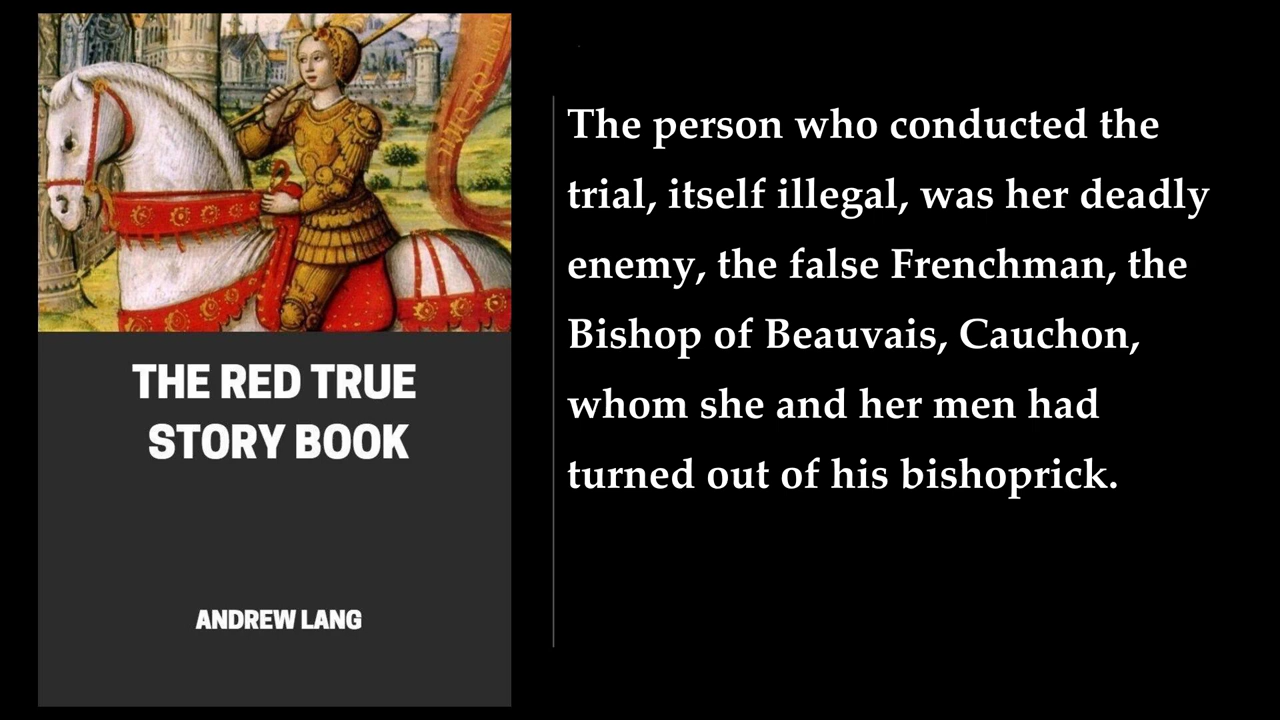 THE RED TRUE
STORY BOOK
ANDREW LANG
The person who conducted the
trial, itself illegal, was her deadly
enemy, the false Frenchman, the
Bishop of Beauvais, Cauchon,
whom she and her men had
turned out of his bishoprick.